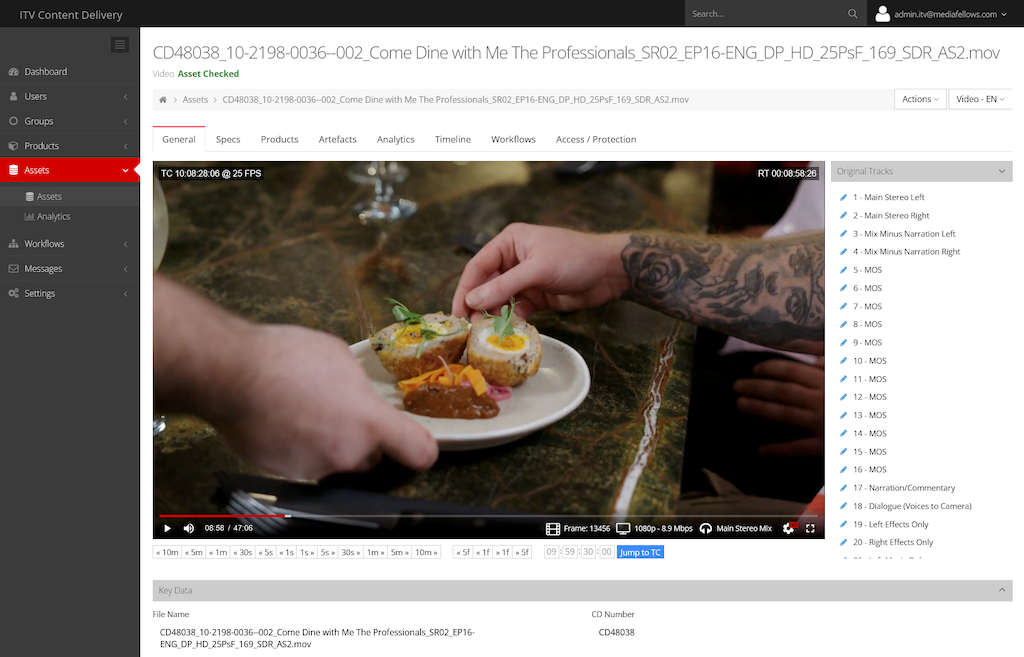 ITV Content Delivery
Search...
admin.itv@mediafellows.com
Dashboard
Users
Groups
Products
Assets
Assets
Analytics
Workflows
Messages
Settings
CD48038_10-2198-0036--002_Come Dine with Me The Professionals_SR02_EP16-ENG_DP_HD_25PsF_169_SDR_AS2.mov
Video Asset Checked
Assets > CD48038_10-2198-0036--002_Come Dine with Me The Professionals_SR02_EP16-ENG_DP_HD_25PsF_169_SDR_AS2.mov
Actions
Video - EN
General Specs Products Artefacts Analytics Timeline Workflows Access / Protection
TC 10:08:28:06 @ 25 FPS
RT 00:08:58:26
08:58 / 47:06
Frame: 13456
1080p - 8.9 Mbps
Main Stereo Mix
« 10m « 5m « 1m « 30s « 5s « 1s 1s » 5s » 30s » 1m » 5m » 10m »
« 5f « 1f » 1f » 5f
09 : 59 : 30 : 00 Jump to TC
Original Tracks
1 - Main Stereo Left
2 - Main Stereo Right
3 - Mix Minus Narration Left
4 - Mix Minus Narration Right
5 - MOS
6 - MOS
7 - MOS
8 - MOS
9 - MOS
10 - MOS
11 - MOS
12 - MOS
13 - MOS
14 - MOS
15 - MOS
16 - MOS
17 - Narration/Commentary
18 - Dialogue (Voices to Camera)
19 - Left Effects Only
20 - Right Effects Only
Key Data
File Name
CD48038_10-2198-0036--002_Come Dine with Me The Professionals_SR02_EP16-
ENG_DP_HD_25PsF_169_SDR_AS2.mov
CD Number
CD48038